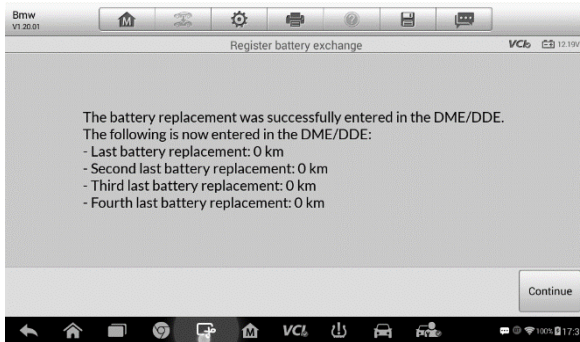 Bmw
V1.20.01
M
Register battery exchange
VCI 12.19V
The battery replacement was successfully entered in the DME/DDE.
The following is now entered in the DME/DDE:
- Last battery replacement: 0 km
- Second last battery replacement: 0 km
- Third last battery replacement: 0 km
- Fourth last battery replacement: 0 km
Continue
M VCI 100% 17:3